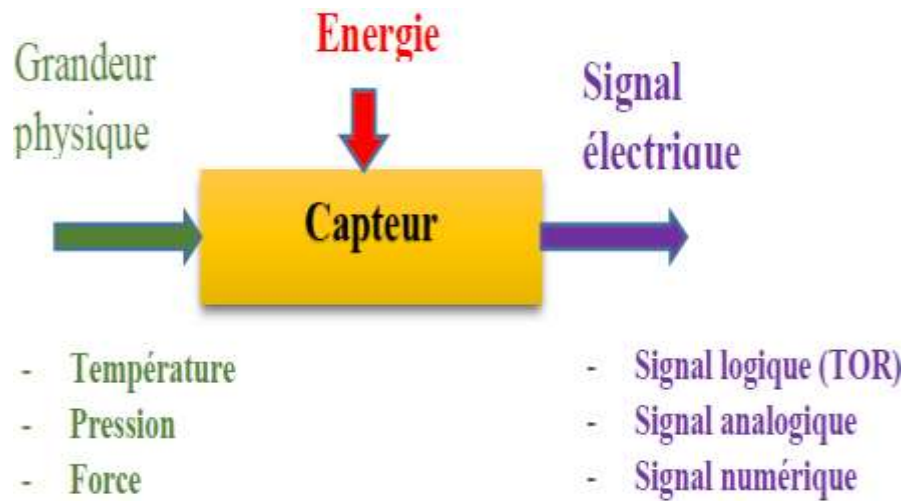 Energie
Grandeur
physique
Signal
électrique
Capteur
- Température
- Pression
- Force
- Signal logique (TOR)
- Signal analogique
- Signal numérique